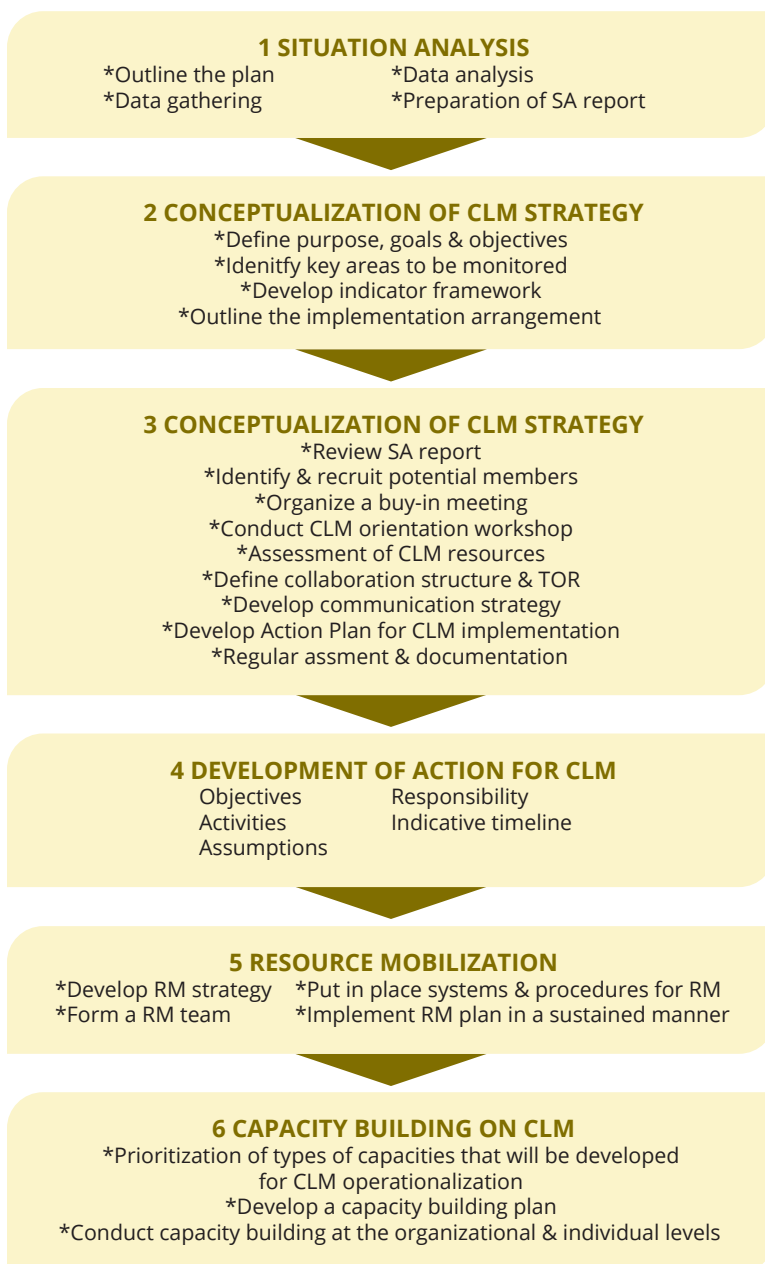 1 SITUATION ANALYSIS
*Outline the plan
*Data gathering
*Data analysis
*Preparation of SA report
2 CONCEPTUALIZATION OF CLM STRATEGY
*Define purpose, goals & objectives
*Idenitfy key areas to be monitored
*Develop indicator framework
*Outline the implementation arrangement
3 CONCEPTUALIZATION OF CLM STRATEGY
*Review SA report
*Identify & recruit potential members
*Organize a buy-in meeting
*Conduct CLM orientation workshop
*Assessment of CLM resources
*Define collaboration structure & TOR
*Develop communication strategy
*Develop Action Plan for CLM implementation
*Regular assment & documentation
4 DEVELOPMENT OF ACTION FOR CLM
Objectives
Activities
Assumptions
Responsibility
Indicative timeline
5 RESOURCE MOBILIZATION
*Develop RM strategy
*Form a RM team
*Put in place systems & procedures for RM
*Implement RM plan in a sustained manner
6 CAPACITY BUILDING ON CLM
*Prioritization of types of capacities that will be developed
for CLM operationalization
*Develop a capacity building plan
*Conduct capacity building at the organizational & individual levels